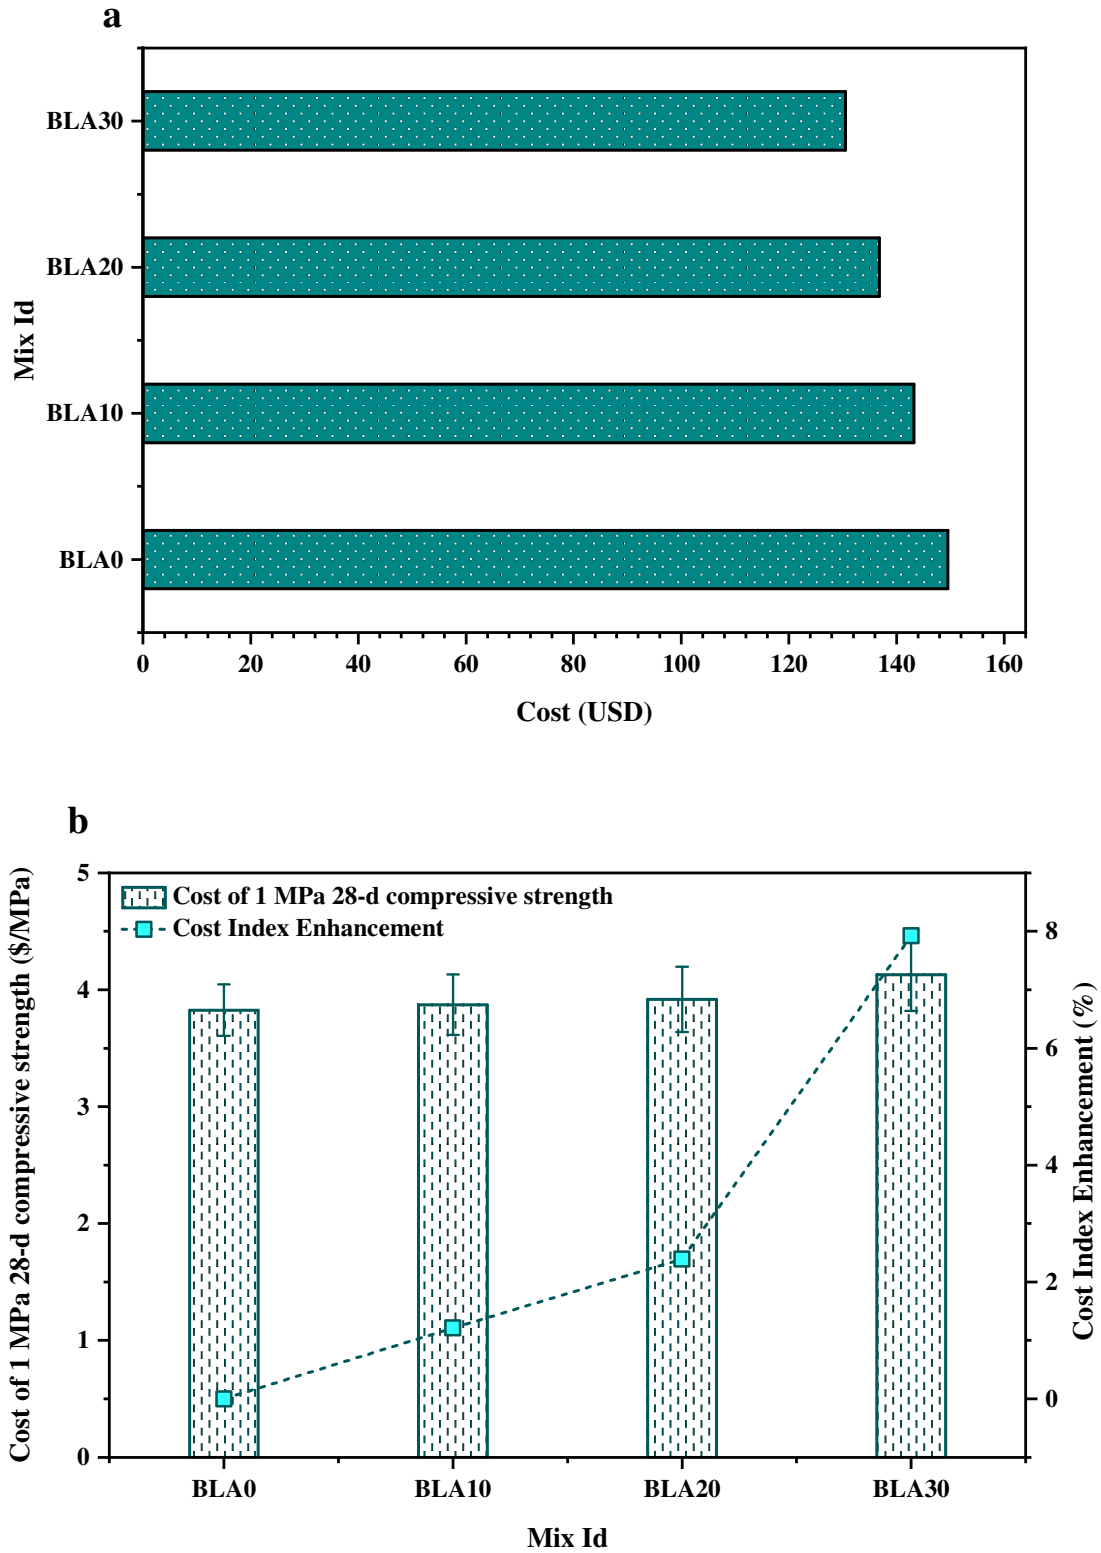 a
BLA30
BLA20
BLA10
BLA0
Mix Id
0 20 40 60 80 100 120 140 160
Cost (USD)
b
Cost of 1 MPa 28-d compressive strength ($/MPa)
5
4
3
2
1
0
Cost of 1 MPa 28-d compressive strength
Cost Index Enhancement
8
6
4
2
0
Cost Index Enhancement (%)
BLA0 BLA10 BLA20 BLA30
Mix Id